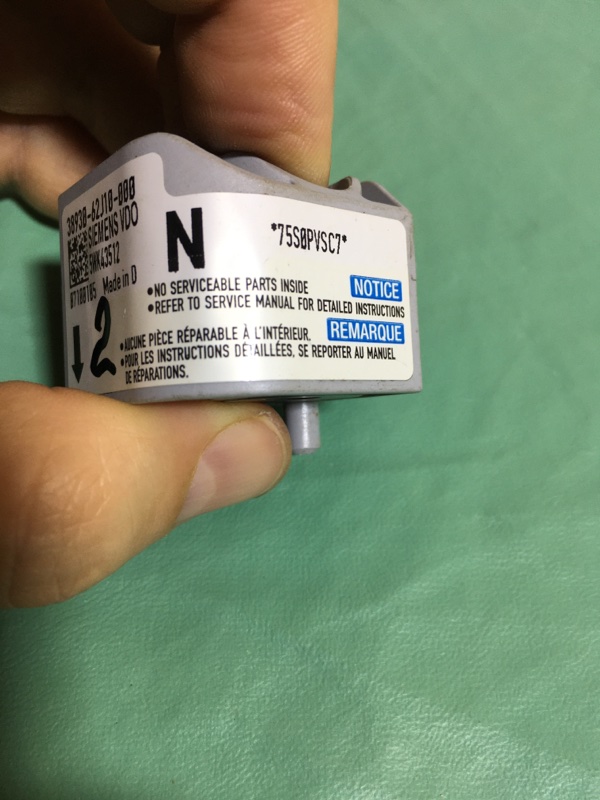 38930-62J10-000
SIEMENS VDO
5WK43512
07100185 Made in D
2
N
*75S0PVSC7*
•NO SERVICEABLE PARTS INSIDE
NOTICE
•REFER TO SERVICE MANUAL FOR DETAILED INSTRUCTIONS
REMARQUE
•AUCUNE PIÈCE RÉPARABLE À L'INTÉRIEUR.
•POUR LES INSTRUCTIONS DÉTAILLÉES, SE REPORTER AU MANUEL
DE RÉPARATIONS.